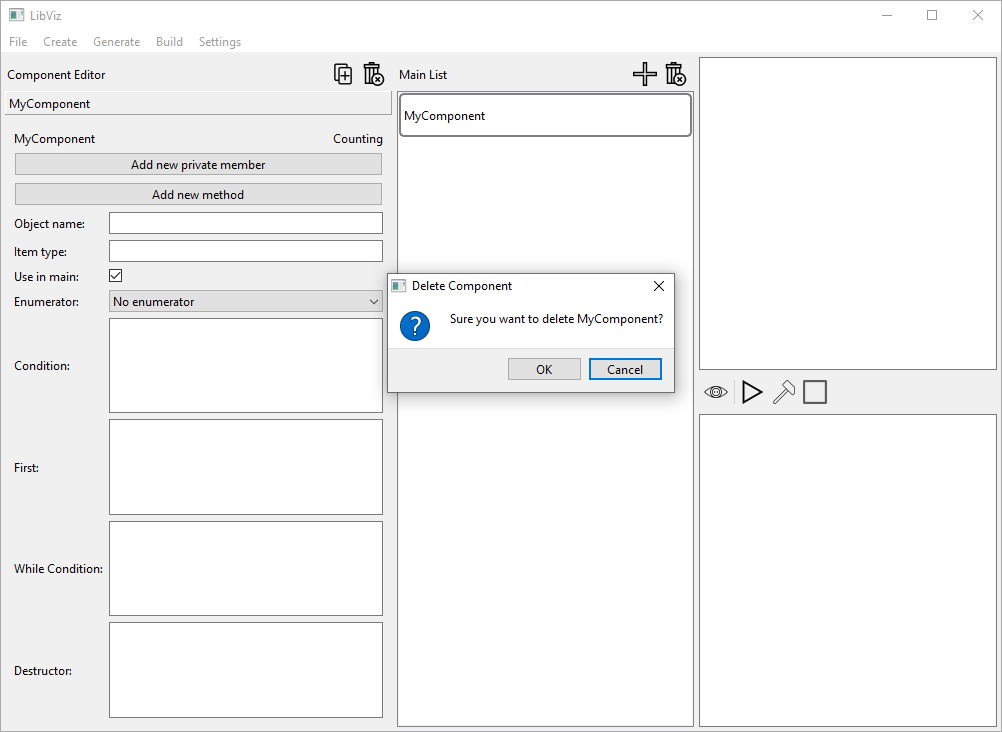 LibViz
File Create Generate Build Settings
Component Editor
MyComponent
MyComponent Counting
Add new private member
Add new method
Object name:
Item type:
Use in main:
Enumerator: No enumerator
Condition:
First:
While Condition:
Destructor:
Main List
MyComponent
Delete Component
Sure you want to delete MyComponent?
OK Cancel